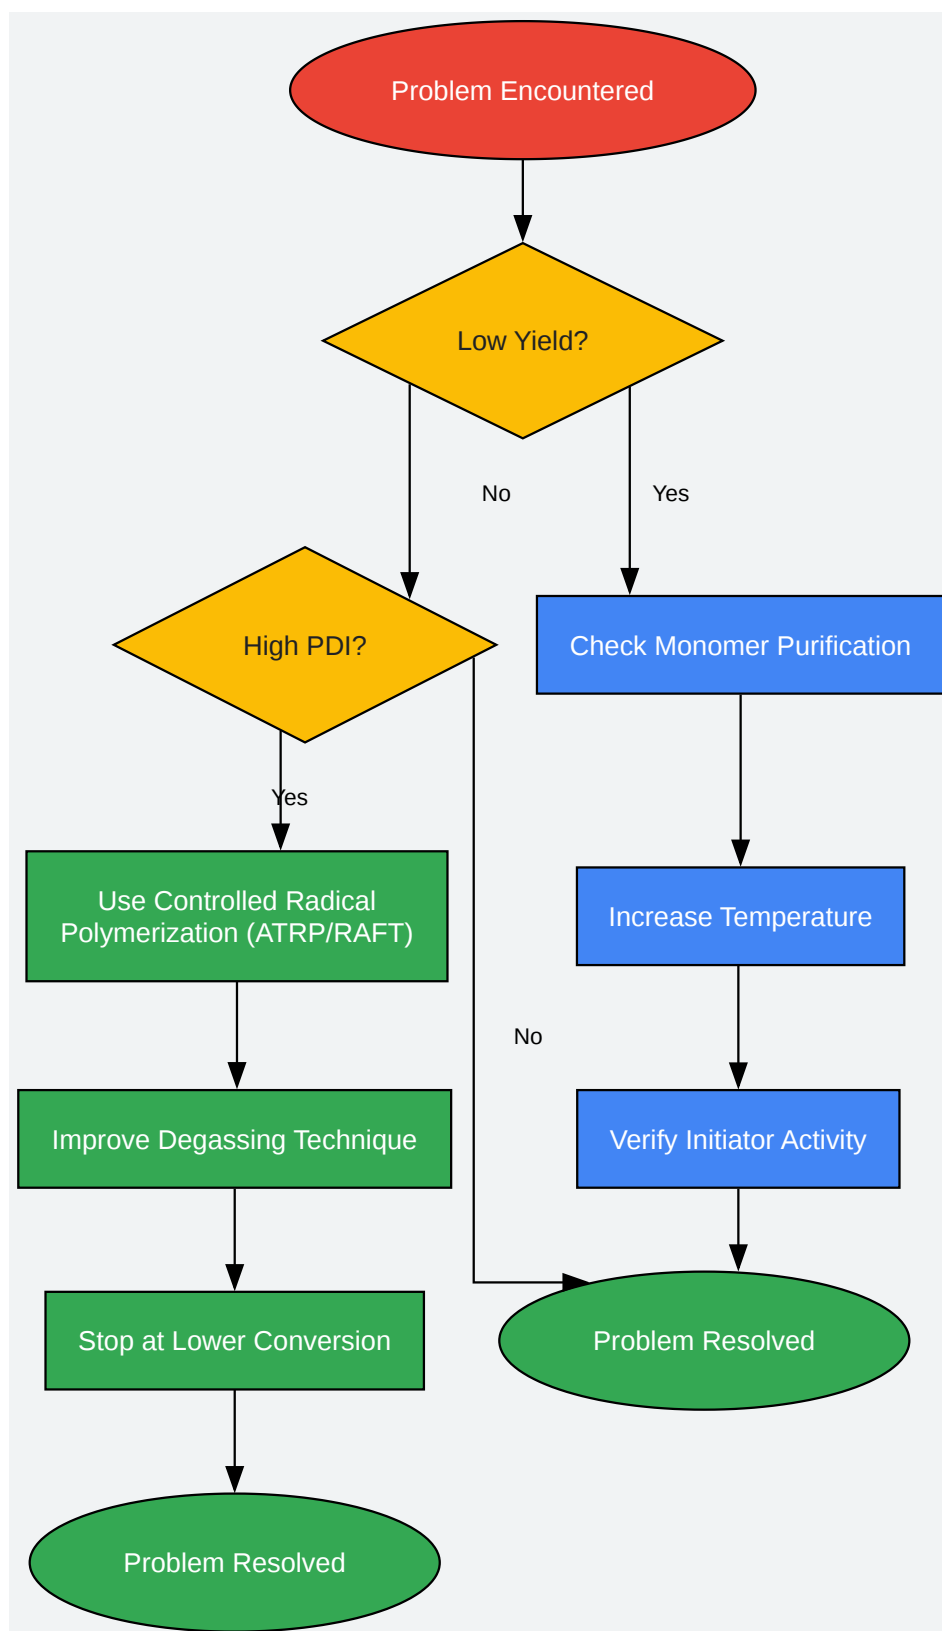 Problem Encountered
Low Yield?
No
Yes
High PDI?
Check Monomer Purification
Yes
Use Controlled Radical
Polymerization (ATRP/RAFT)
Increase Temperature
No
Improve Degassing Technique
Verify Initiator Activity
Stop at Lower Conversion
Problem Resolved
Problem Resolved